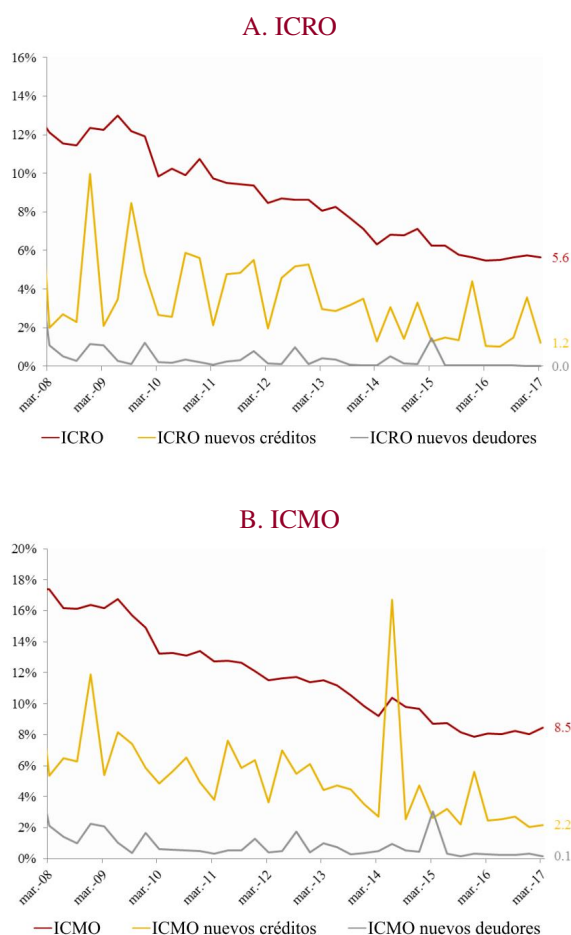 A. ICRO
16%
14%
12%
10%
8%
6%
4%
2%
0%
5.6
1.2
0.0
mar.-08
mar.-09
mar.-10
mar.-11
mar.-12
mar.-13
mar.-14
mar.-15
mar.-16
mar.-17
ICRO ICRO nuevos créditos ICRO nuevos deudores
B. ICMO
20%
18%
16%
14%
12%
10%
8%
6%
4%
2%
0%
8.5
2.2
0.1
mar.-08
mar.-09
mar.-10
mar.-11
mar.-12
mar.-13
mar.-14
mar.-15
mar.-16
mar.-17
ICMO ICMO nuevos créditos ICMO nuevos deudores